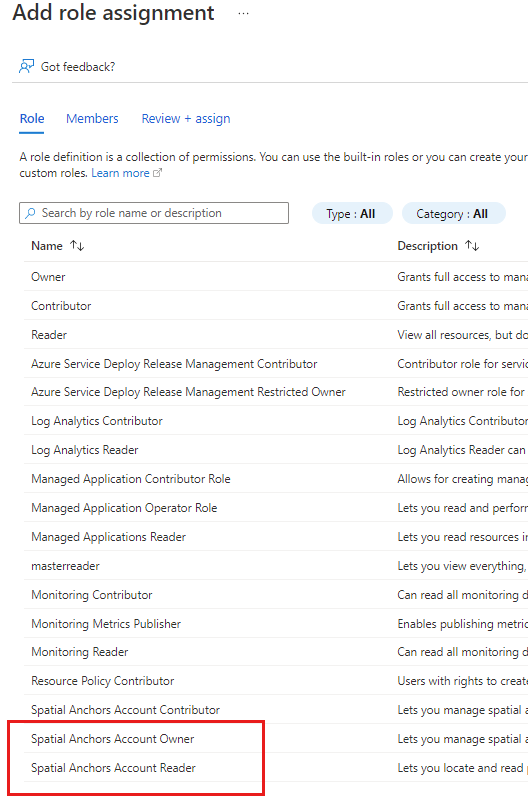 Add role assignment ...
Got feedback?
Role Members Review + assign
A role definition is a collection of permissions. You can use the built-in roles or you can create your
custom roles. Learn more
Search by role name or description Type : All Category : All
Name Description
Owner Grants full access to mana
Contributor Grants full access to mana
Reader View all resources, but do
Azure Service Deploy Release Management Contributor Contributor role for servic
Azure Service Deploy Release Management Restricted Owner Restricted owner role for
Log Analytics Contributor Log Analytics Contributor
Log Analytics Reader Log Analytics Reader can
Managed Application Contributor Role Allows for creating manag
Managed Application Operator Role Lets you read and perform
Managed Applications Reader Lets you read resources in
masterreader Lets you view everything,
Monitoring Contributor Can read all monitoring d
Monitoring Metrics Publisher Enables publishing metric
Monitoring Reader Can read all monitoring d
Resource Policy Contributor Users with rights to create
Spatial Anchors Account Contributor Lets you manage spatial a
Spatial Anchors Account Owner Lets you manage spatial a
Spatial Anchors Account Reader Lets you locate and read p